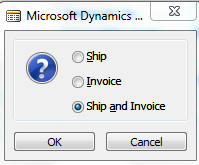 Microsoft Dynamics ...
Ship
Invoice
Ship and Invoice
OK
Cancel